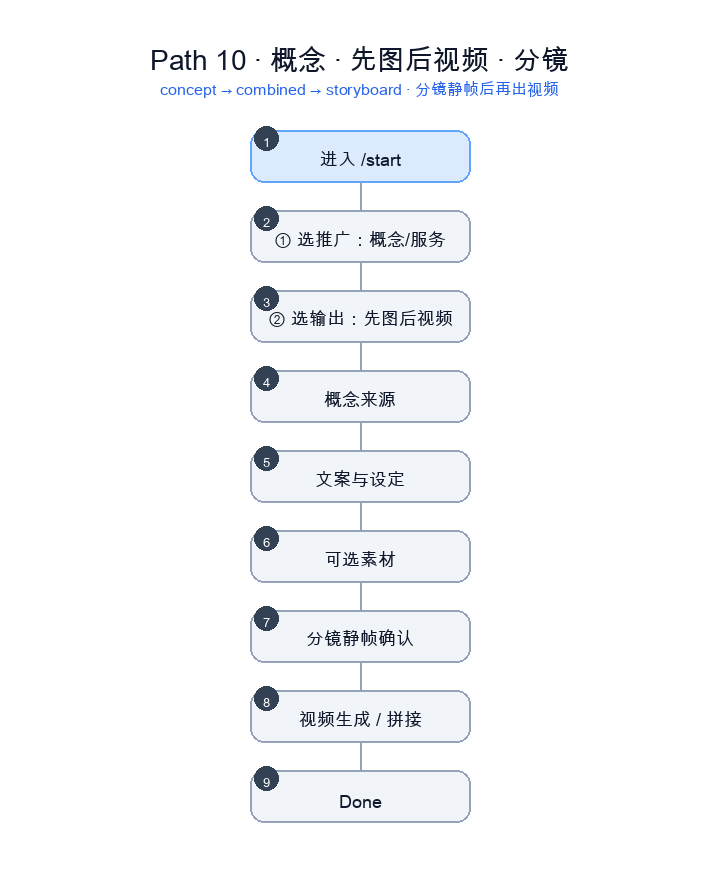 Path 10 · 概念 · 先图后视频 · 分镜
concept → combined → storyboard · 分镜静帧后再出视频
1
进入 /start
2
① 选推广：概念/服务
3
② 选输出：先图后视频
4
概念来源
5
文案与设定
6
可选素材
7
分镜静帧确认
8
视频生成 / 拼接
9
Done